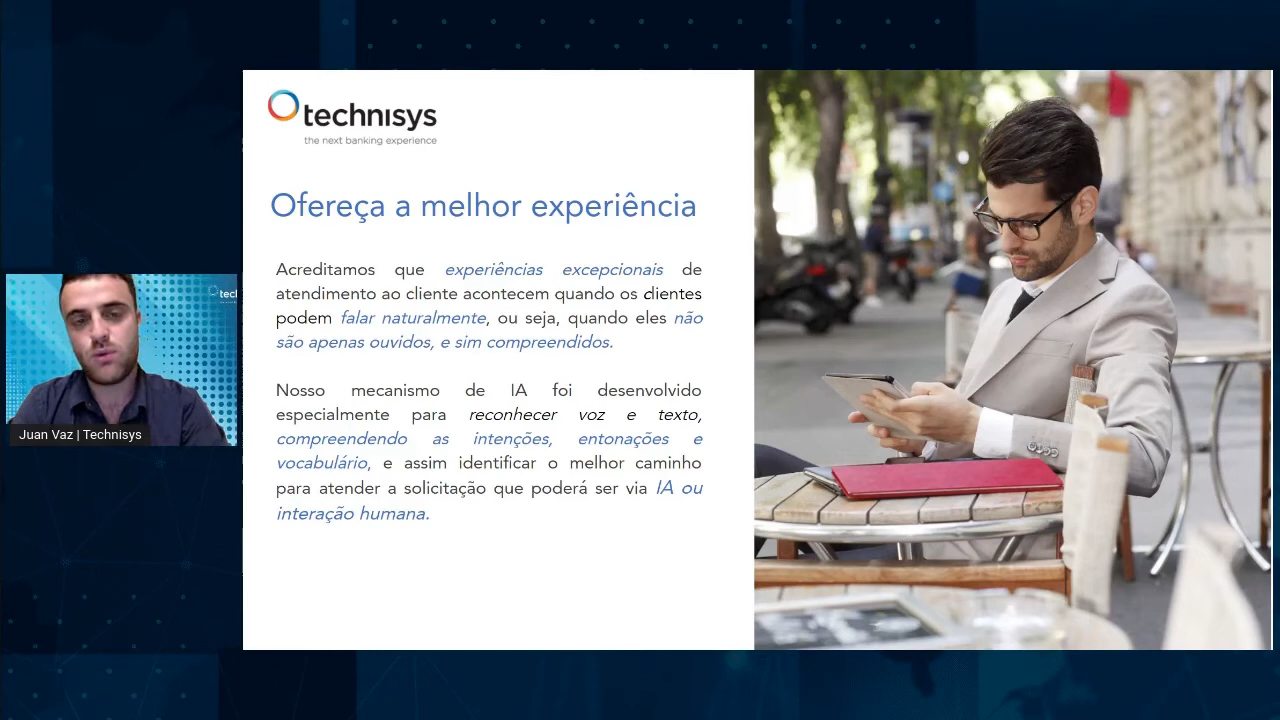 technisys
the next banking experience
Ofereça a melhor experiência
Acreditamos que experiências excepcionais de
atendimento ao cliente acontecem quando os clientes
podem falar naturalmente, ou seja, quando eles não
são apenas ouvidos, e sim compreendidos.
Nosso mecanismo de IA foi desenvolvido
especialmente para reconhecer voz e texto,
compreendendo as intenções, entonações e
vocabulário, e assim identificar o melhor caminho
para atender a solicitação que poderá ser via IA ou
interação humana.
tecl
Juan Vaz | Technisys